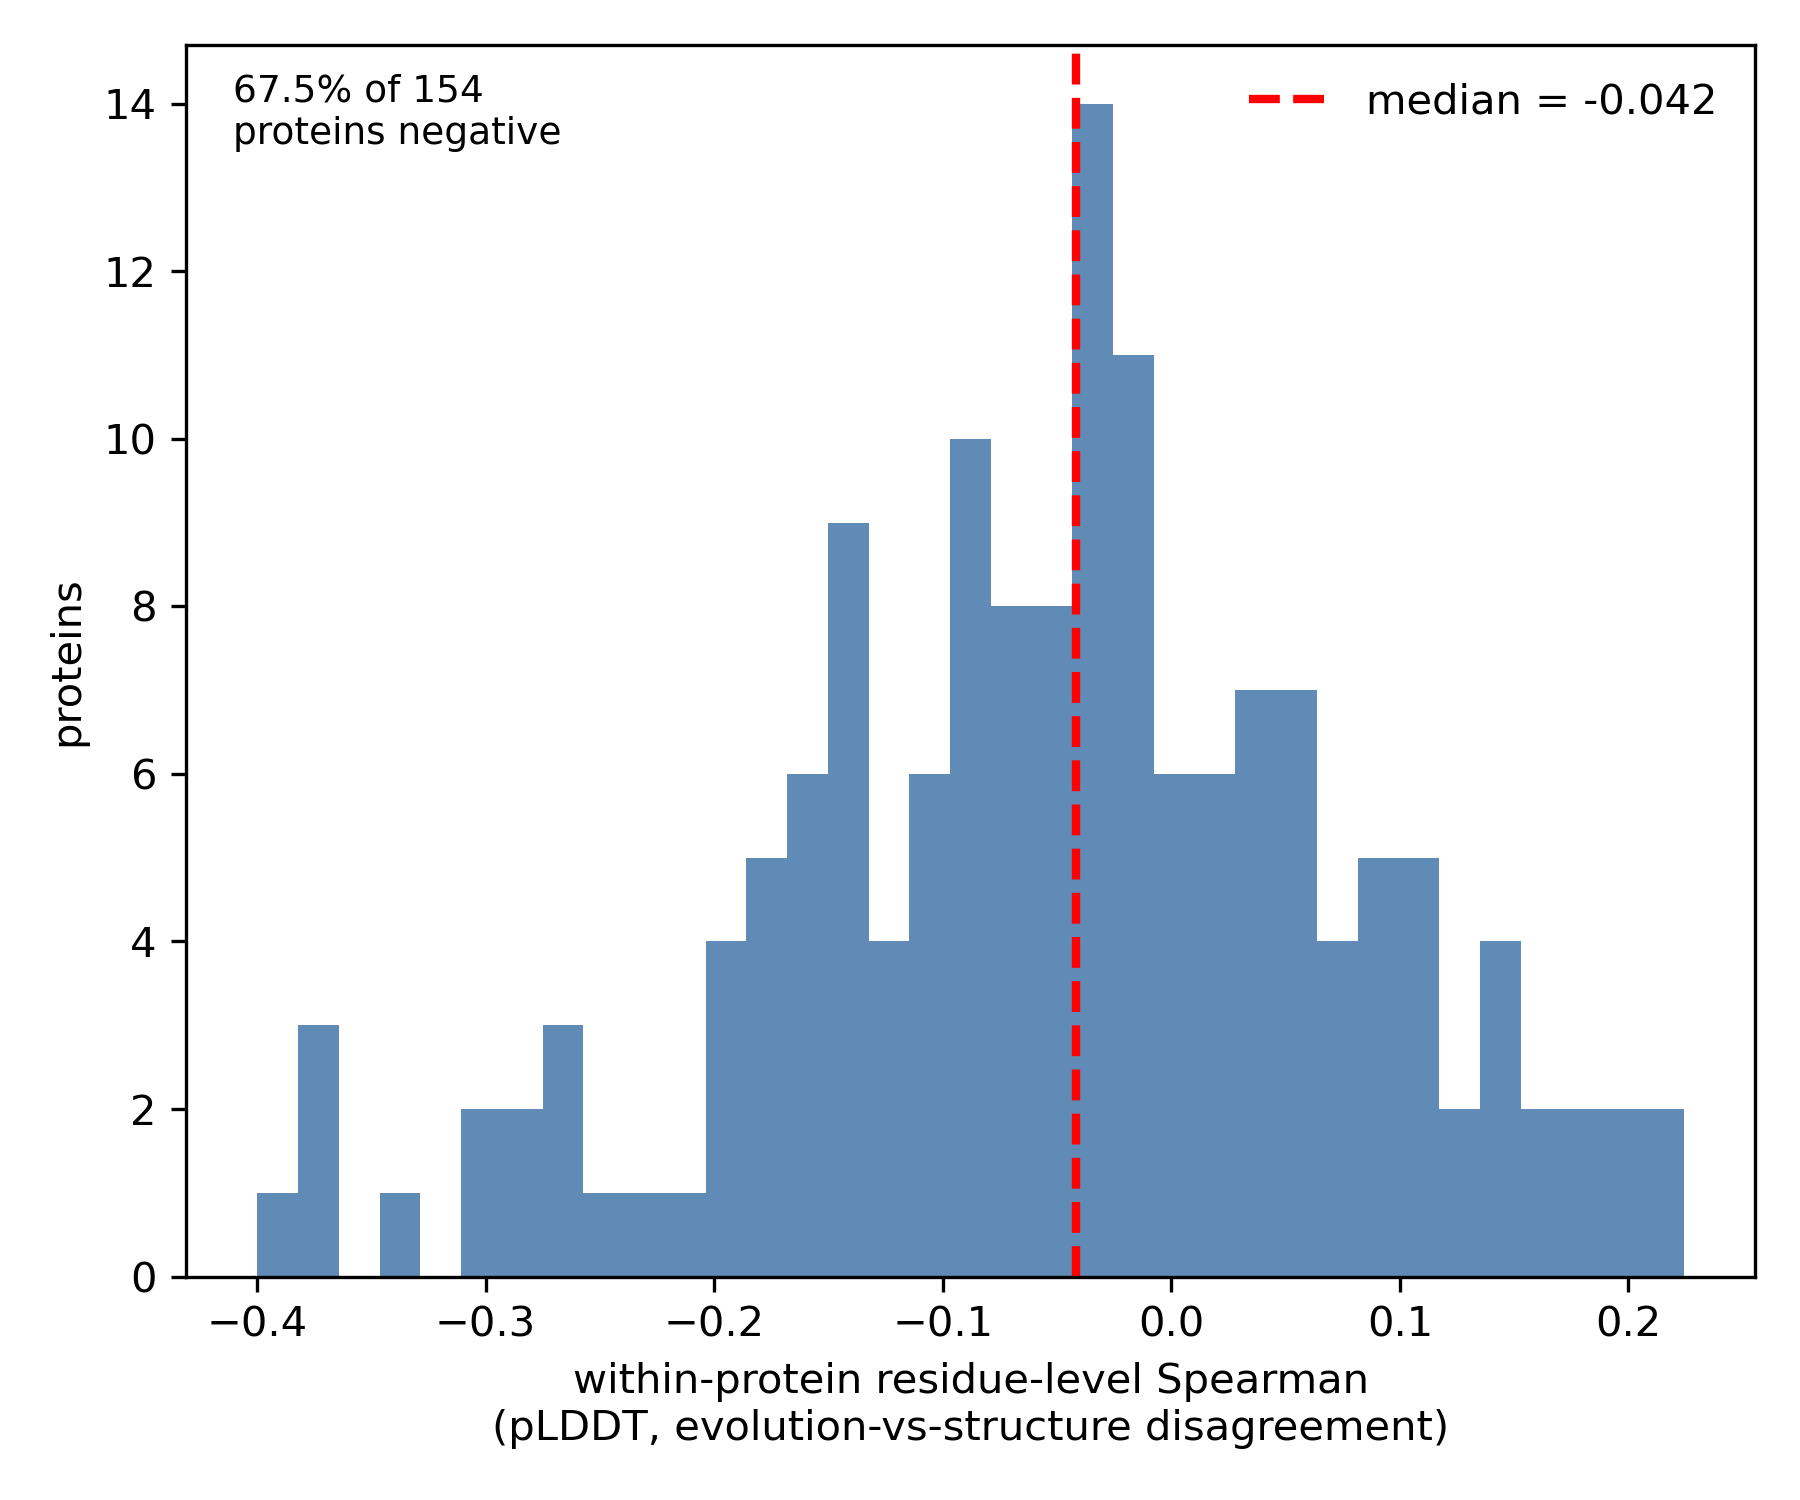 67.5% of 154
proteins negative
median = -0.042
14
12
10
8
6
4
2
0
proteins
−0.4
−0.3
−0.2
−0.1
0.0
0.1
0.2
within-protein residue-level Spearman
(pLDDT, evolution-vs-structure disagreement)